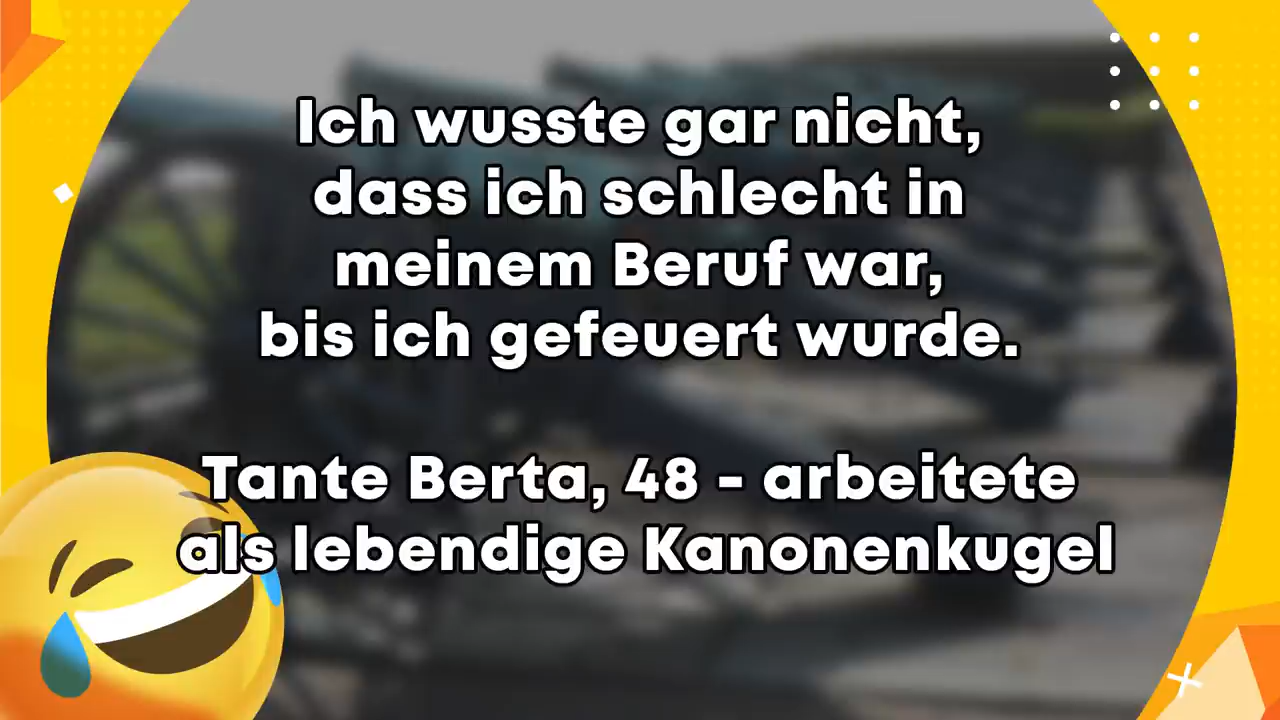 Ich wusste gar nicht,
dass ich schlecht in
meinem Beruf war,
bis ich gefeuert wurde.
Tante Berta, 48 - arbeitete
als lebendige Kanonenkugel